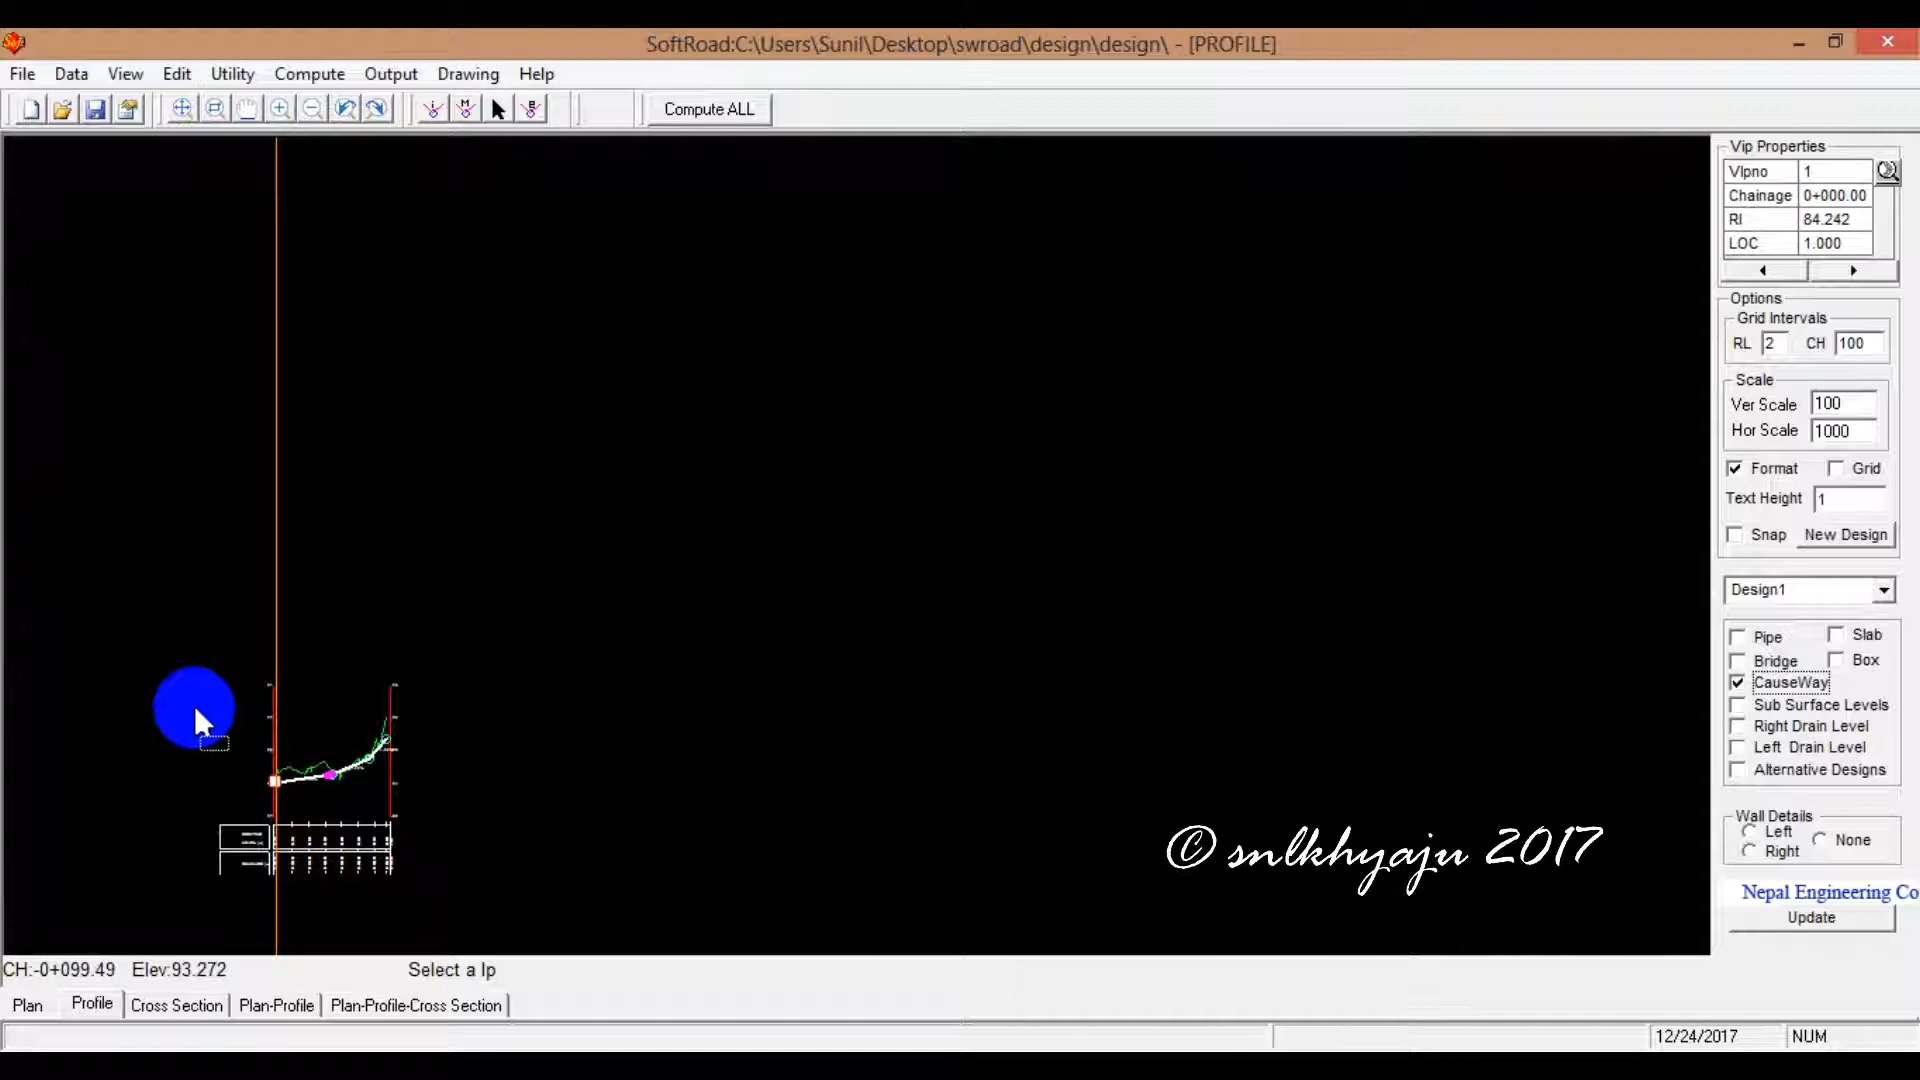 SoftRoad:C:\Users\Sunil\Desktop\swroad\design\design\ - [PROFILE]
File Data View Edit Utility Compute Output Drawing Help
Compute ALL
Vip Properties
VIpno 1
Chainage 0+000.00
Rl 84.242
LOC 1.000
Options
Grid Intervals
RL 2 CH 100
Scale
Ver Scale 100
Hor Scale 1000
Format Grid
Text Height 1
Snap New Design
Design1
Pipe Slab
Bridge Box
CauseWay
Sub Surface Levels
Right Drain Level
Left Drain Level
Alternative Designs
Wall Details
Left
Right
None
Nepal Engineering Co
Update
© snlkhyaju 2017
CH:-0+099.49 Elev:93.272 Select a Ip
Plan Profile Cross Section Plan-Profile Plan-Profile-Cross Section
12/24/2017 NUM